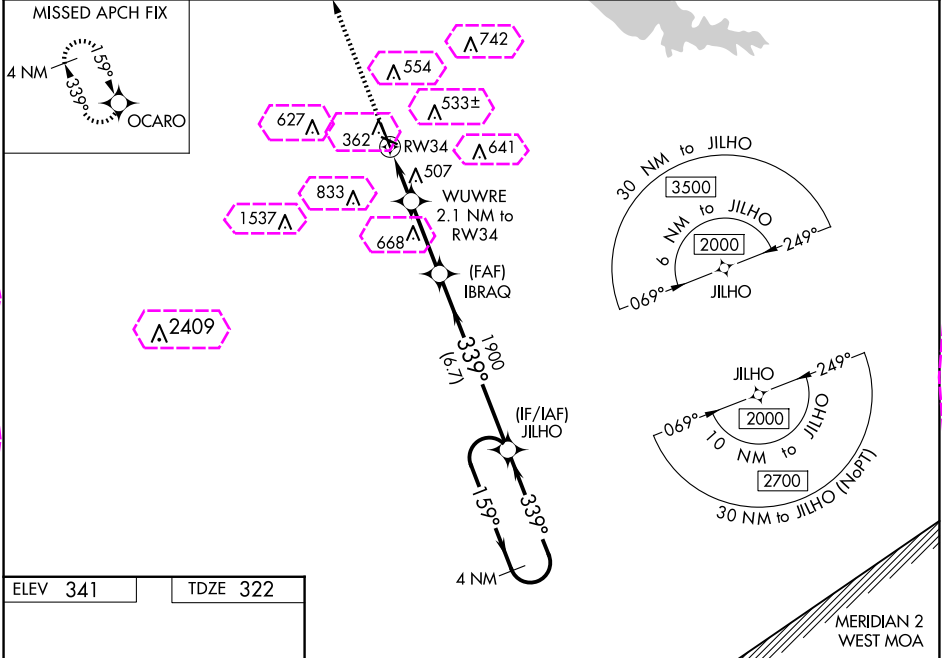 MISSED APCH FIX
4 NM
159°
339°
OCARO
742
554
533±
627
362
RW34
641
507
833
WUWRE
2.1 NM to
RW34
1537
668
(FAF)
IBRAQ
2409
339°
1900
(6.7)
(IF/IAF)
JILHO
159°
339°
4 NM
30 NM to JILHO
3500
6 NM to JILHO
2000
249°
069°
JILHO
JILHO
249°
069°
2000
10 NM to JILHO
2700
30 NM to JILHO (NoPT)
ELEV 341
TDZE 322
MERIDIAN 2
WEST MOA